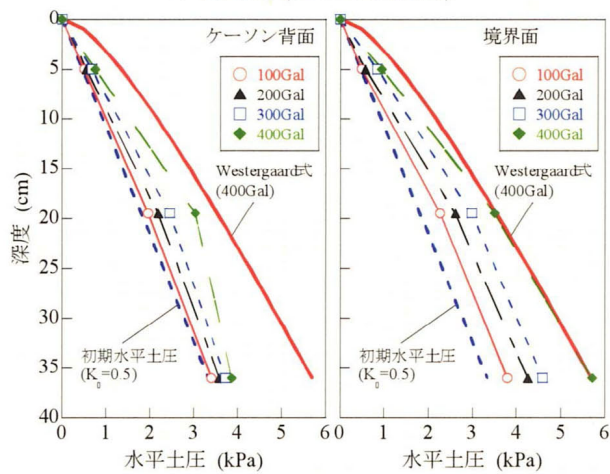 ケーソン背面
境界面
0
5
10
15
20
25
30
35
40
深度 (cm)
100Gal
200Gal
300Gal
400Gal
Westergaard式
(400Gal)
初期水平土圧
(K₀=0.5)
0 1 2 3 4 5 6
水平土圧 (kPa)
100Gal
200Gal
300Gal
400Gal
Westergaard式
(400Gal)
初期水平土圧
(K₀=0.5)
0 1 2 3 4 5 6
水平土圧 (kPa)